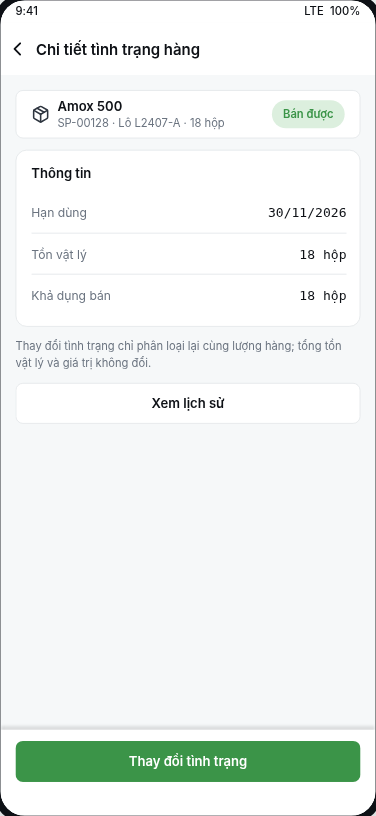 9:41
LTE 100%
Chi tiết tình trạng hàng
Amox 500
SP-00128 · Lô L2407-A · 18 hộp
Bán được
Thông tin
Hạn dùng
30/11/2026
Tồn vật lý
18 hộp
Khả dụng bán
18 hộp
Thay đổi tình trạng chỉ phân loại lại cùng lượng hàng; tổng tồn
vật lý và giá trị không đổi.
Xem lịch sử
Thay đổi tình trạng